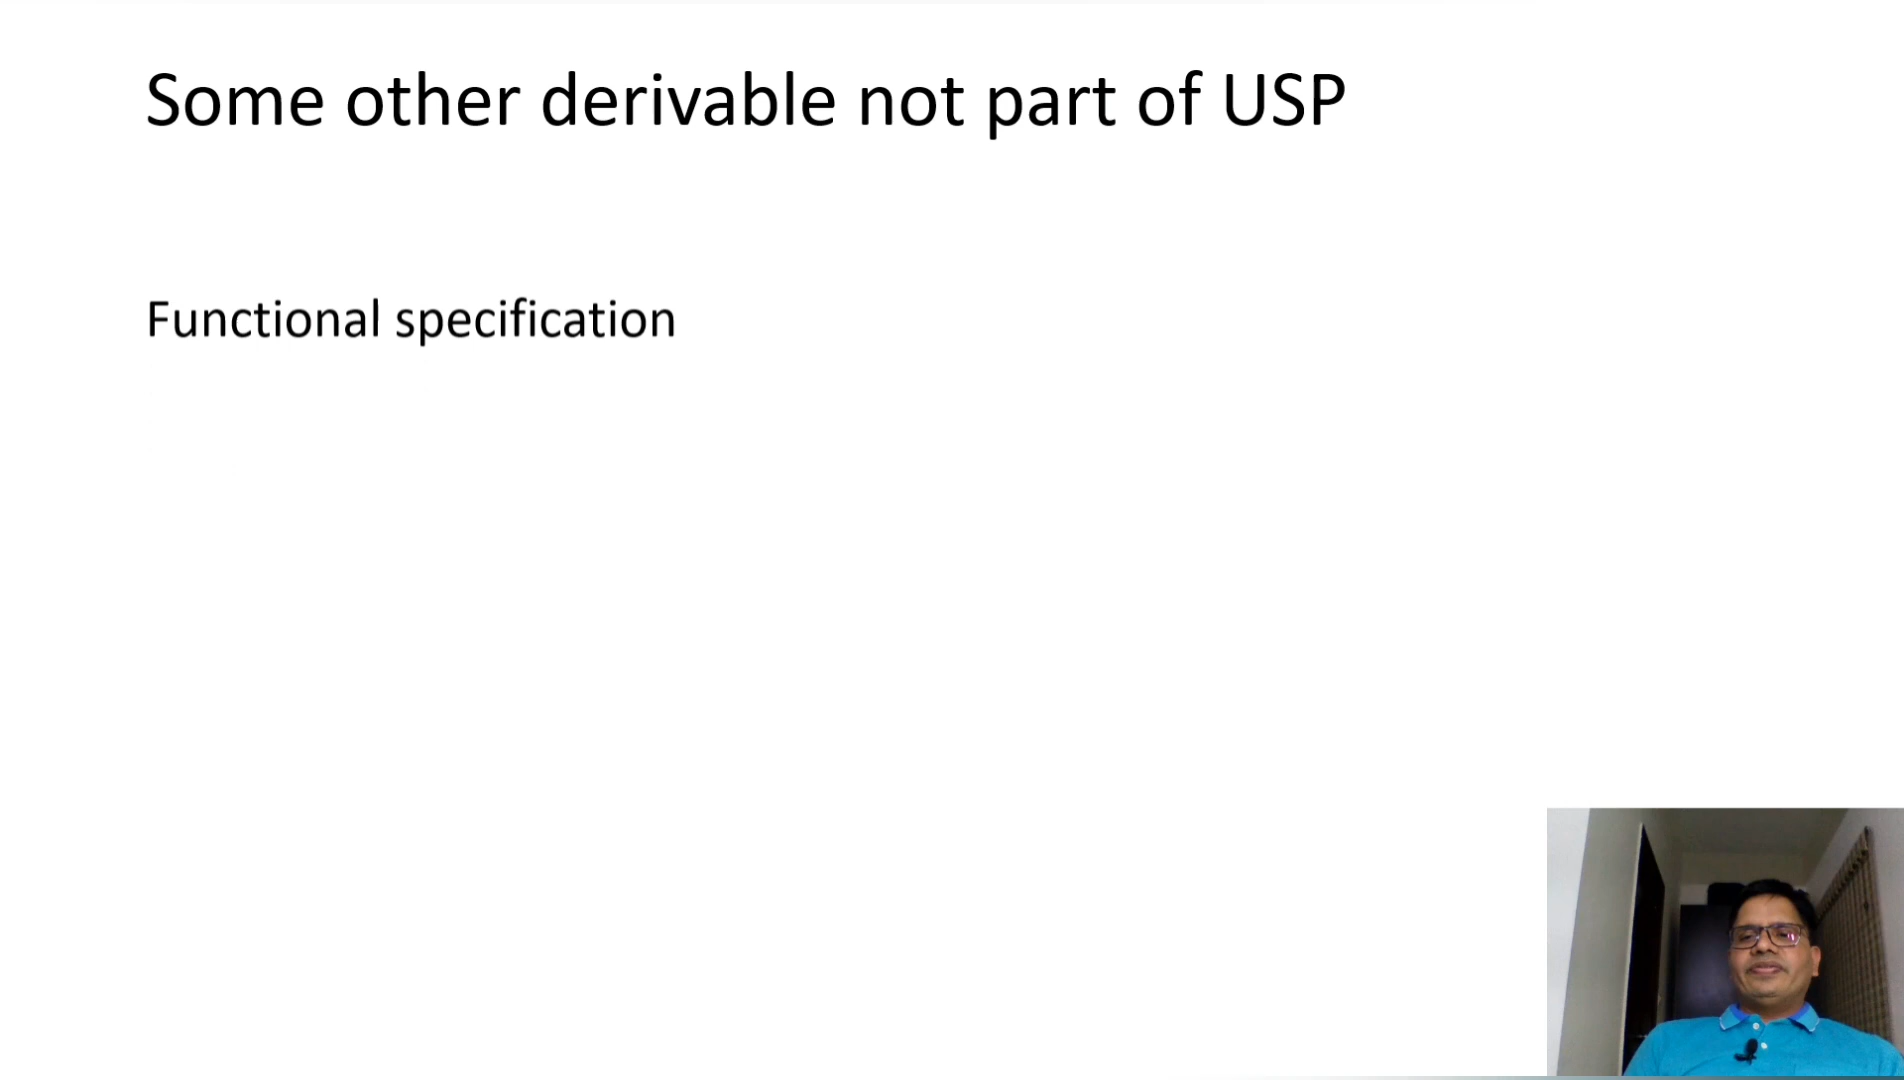 Some other derivable not part of USP
Functional specification